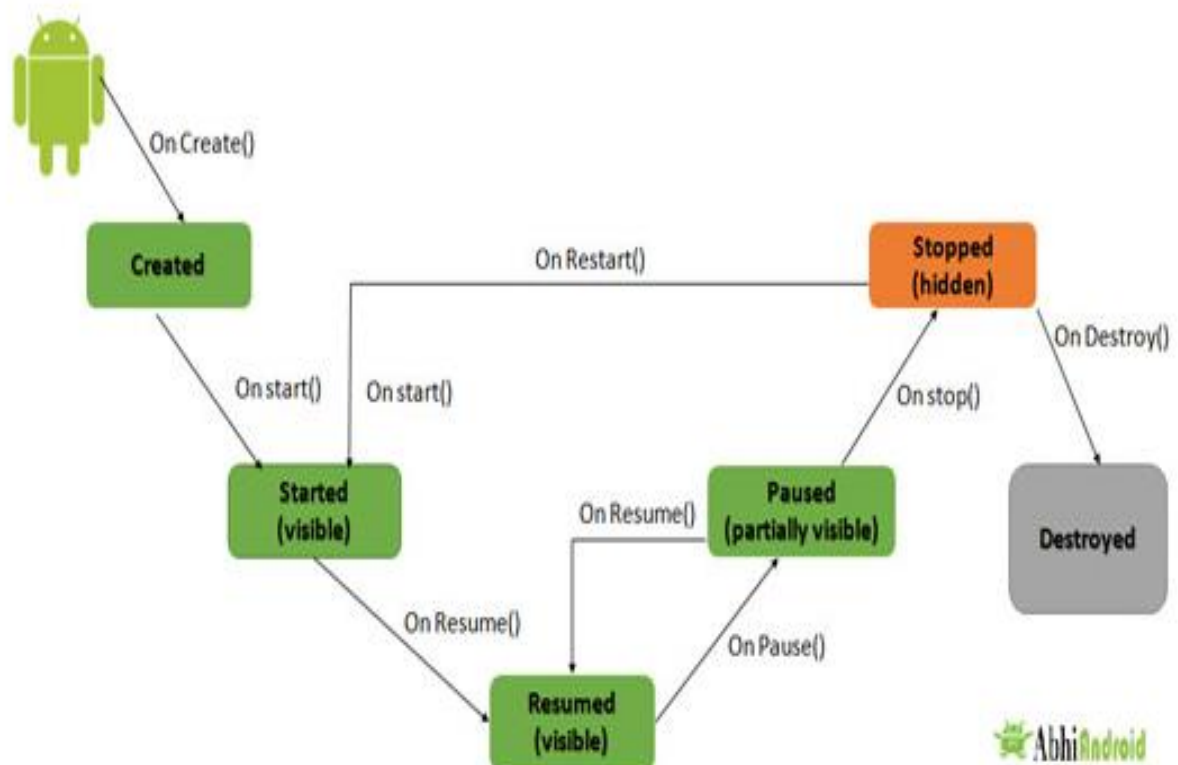 On Create()
Created
Stopped
(hidden)
On Restart()
On Destroy()
On start()
On start()
On stop()
Started
(visible)
Paused
(partially visible)
On Resume()
Destroyed
On Resume()
On Pause()
Resumed
(visible)
AbhiAndroid